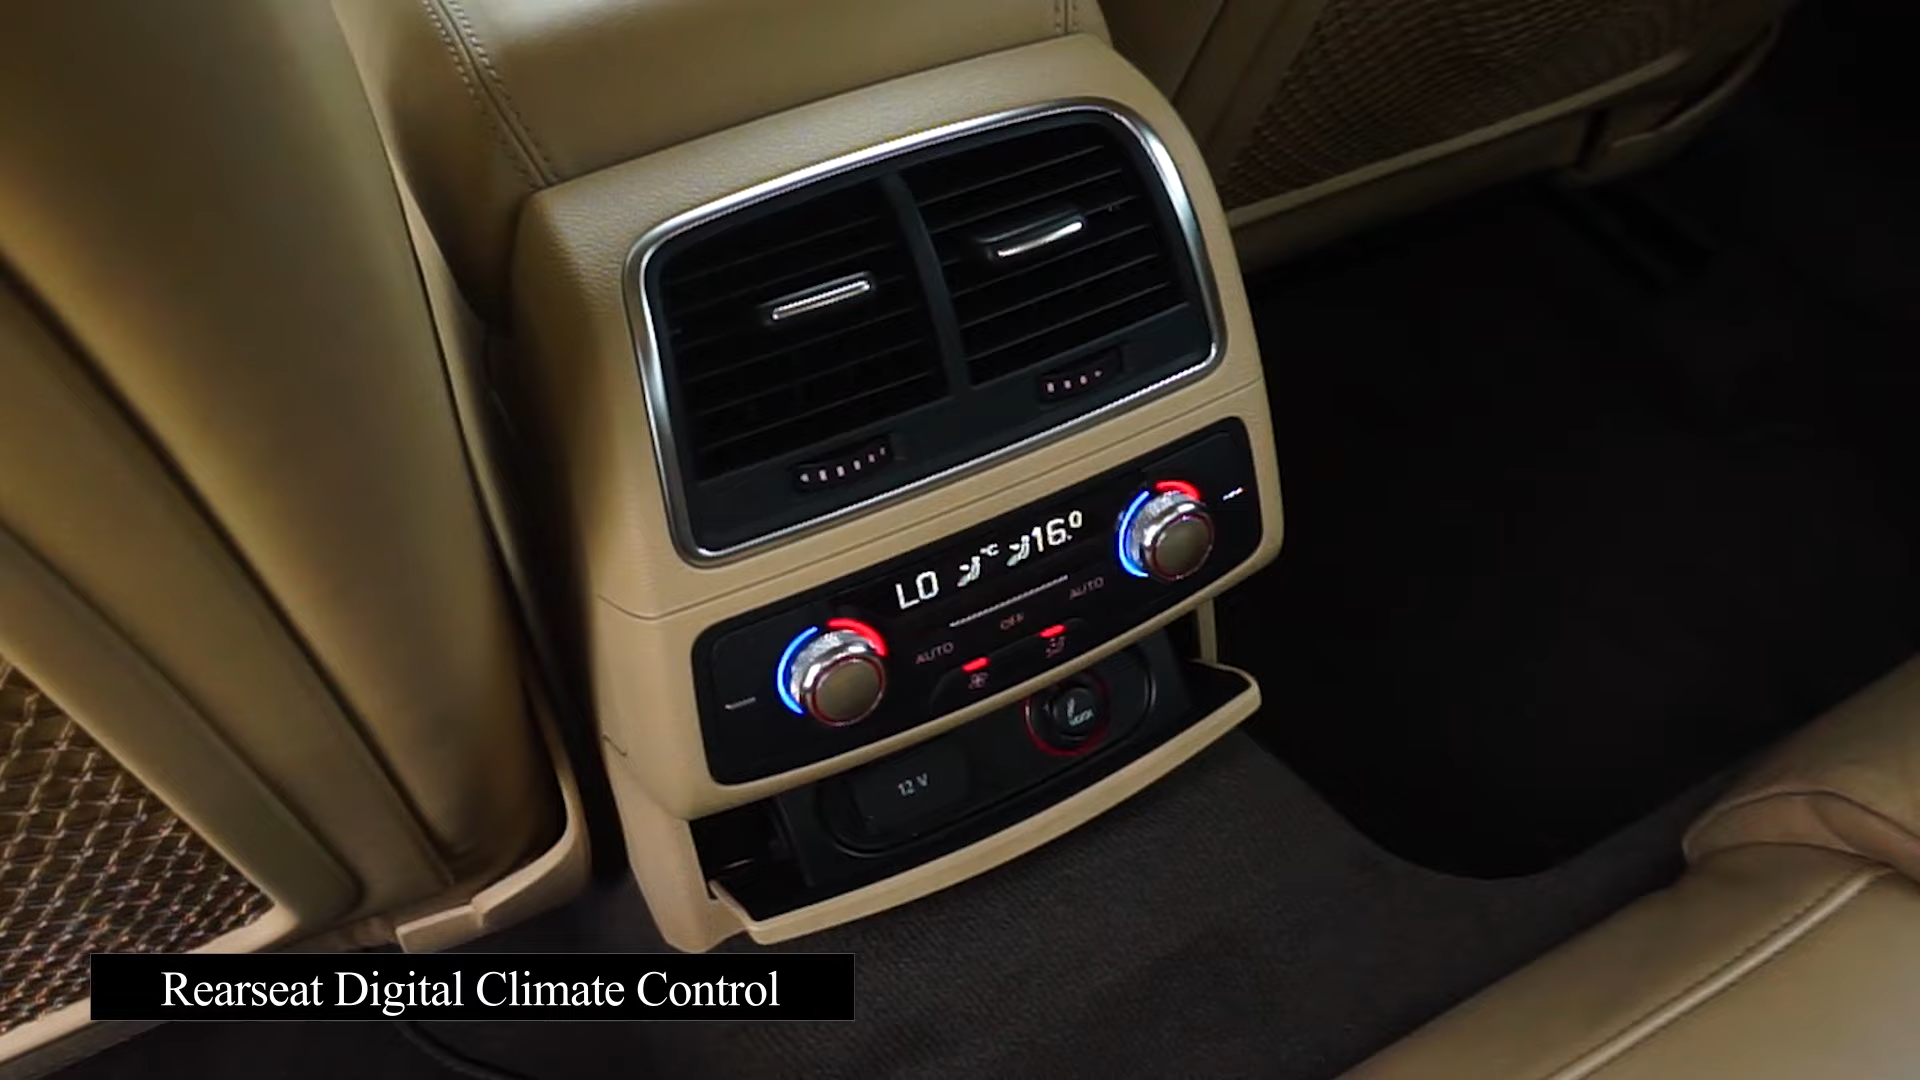 LO °C 16.0
AUTO OFF AUTO
12 V
Rearseat Digital Climate Control